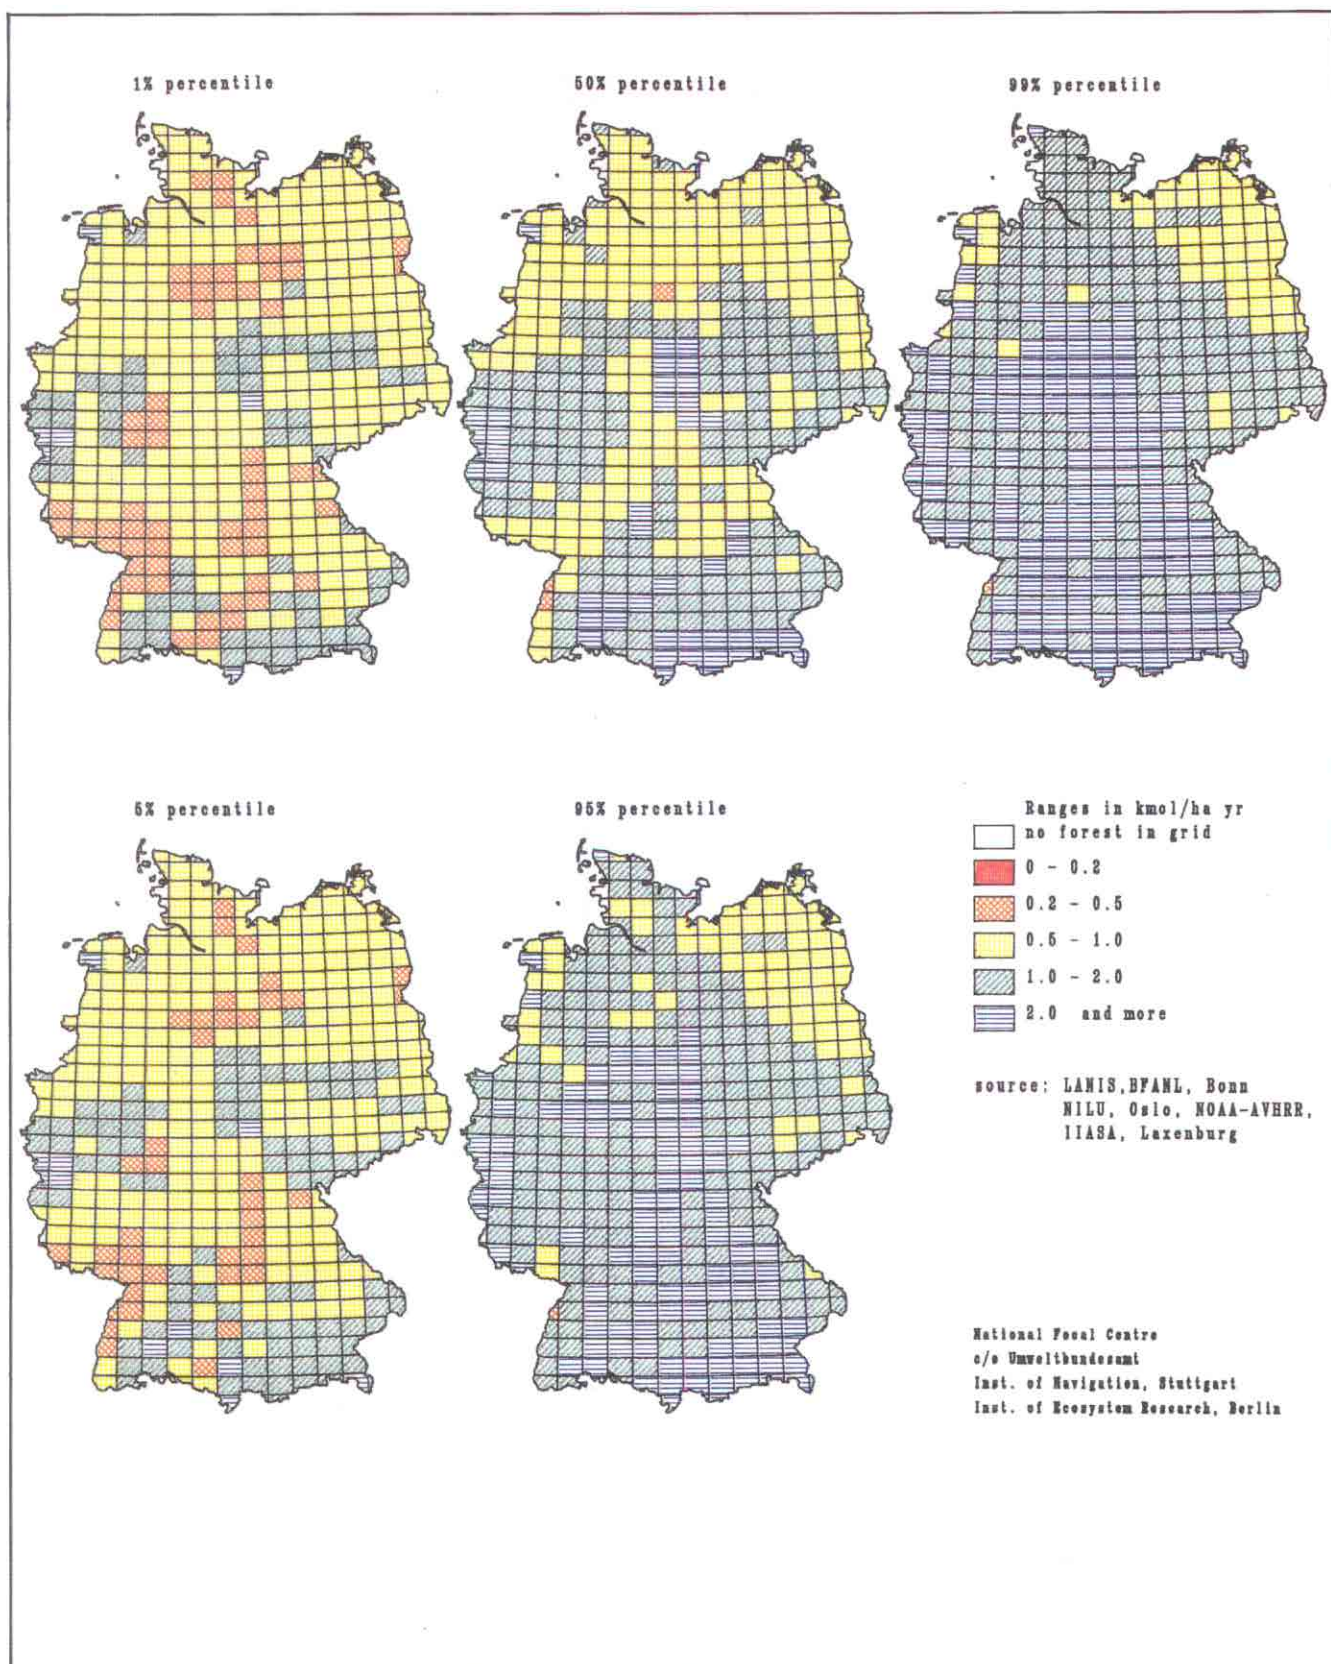 1% percentile
50% percentile
99% percentile
5% percentile
95% percentile
Ranges in kmol/ha yr
no forest in grid
0 - 0.2
0.2 - 0.5
0.5 - 1.0
1.0 - 2.0
2.0 and more
source: LANIS,BFANL, Bonn
NILU, Oslo, NOAA-AVHRR,
IIASA, Laxenburg
National Focal Centre
c/o Umweltbundesamt
Inst. of Navigation, Stuttgart
Inst. of Ecosystem Research, Berlin